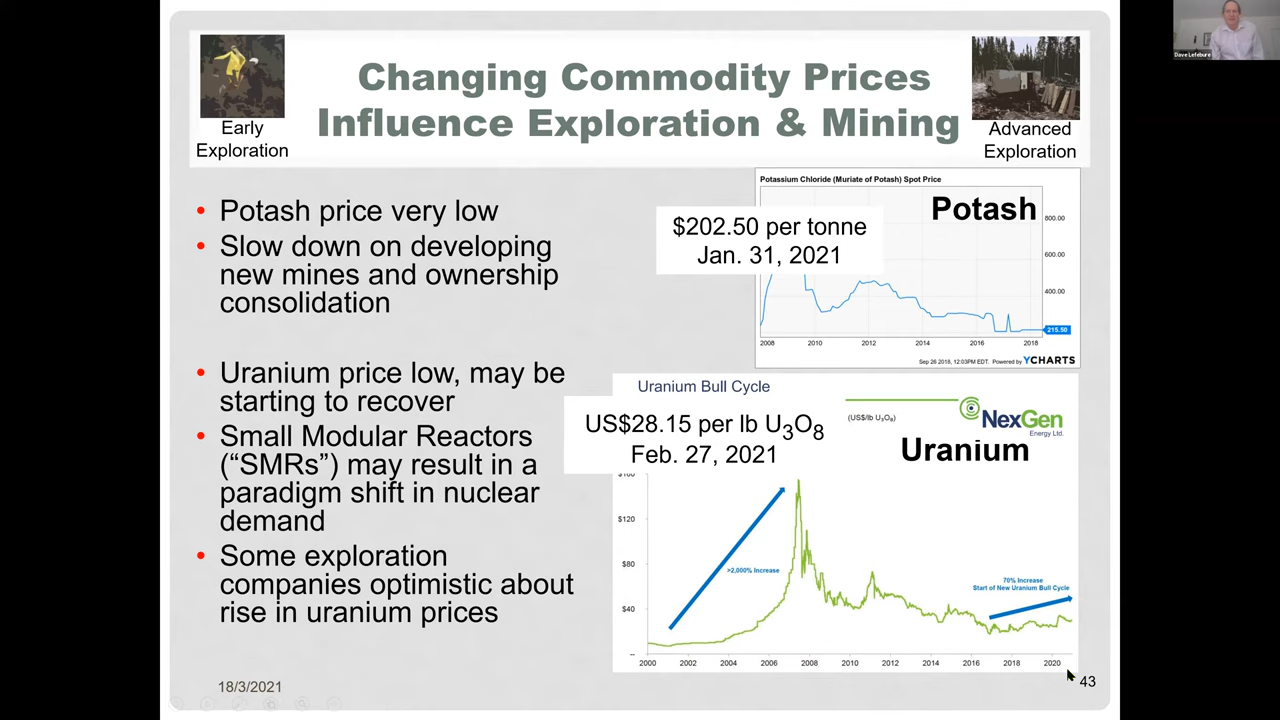 Dave Lefebure
Changing Commodity Prices
Influence Exploration & Mining
Early
Exploration
Advanced
Exploration
• Potash price very low
• Slow down on developing
new mines and ownership
consolidation
• Uranium price low, may be
starting to recover
• Small Modular Reactors
(“SMRs”) may result in a
paradigm shift in nuclear
demand
• Some exploration
companies optimistic about
rise in uranium prices
Potassium Chloride (Muriate of Potash) Spot Price
Potash
$202.50 per tonne
Jan. 31, 2021
800.00
600.00
400.00
215.50
2008 2010 2012 2014 2016 2018
Sep 26 2018, 12:03PM EDT. Powered by YCHARTS
Uranium Bull Cycle
(US$/lb U3O8)
NexGen
Energy Ltd.
US$28.15 per lb U3O8
Feb. 27, 2021
Uranium
$160
$120
$80
$40
--
>2,000% Increase
70% Increase
Start of New Uranium Bull Cycle
2000 2002 2004 2006 2008 2010 2012 2014 2016 2018 2020
18/3/2021
43